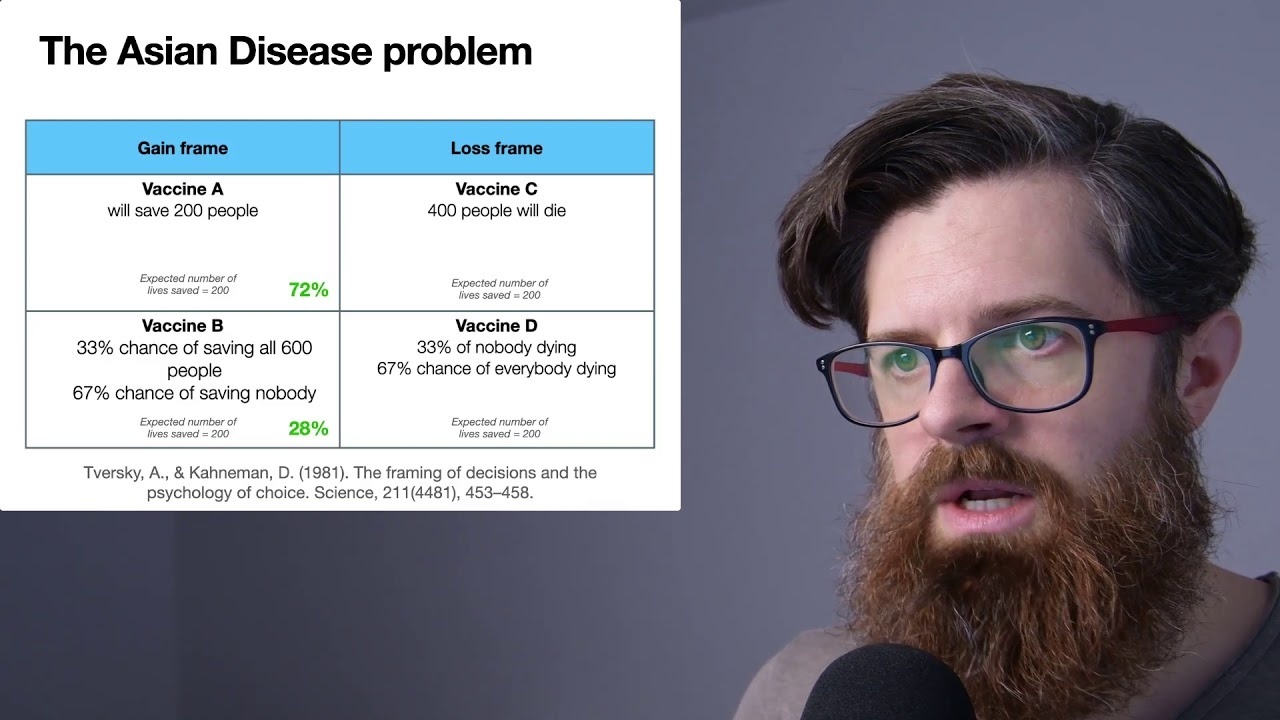 The Asian Disease problem
Gain frame
Loss frame
Vaccine A
will save 200 people
Expected number of
lives saved = 200
72%
Vaccine C
400 people will die
Expected number of
lives saved = 200
Vaccine B
33% chance of saving all 600
people
67% chance of saving nobody
Expected number of
lives saved = 200
28%
Vaccine D
33% of nobody dying
67% chance of everybody dying
Expected number of
lives saved = 200
Tversky, A., & Kahneman, D. (1981). The framing of decisions and the
psychology of choice. Science, 211(4481), 453–458.